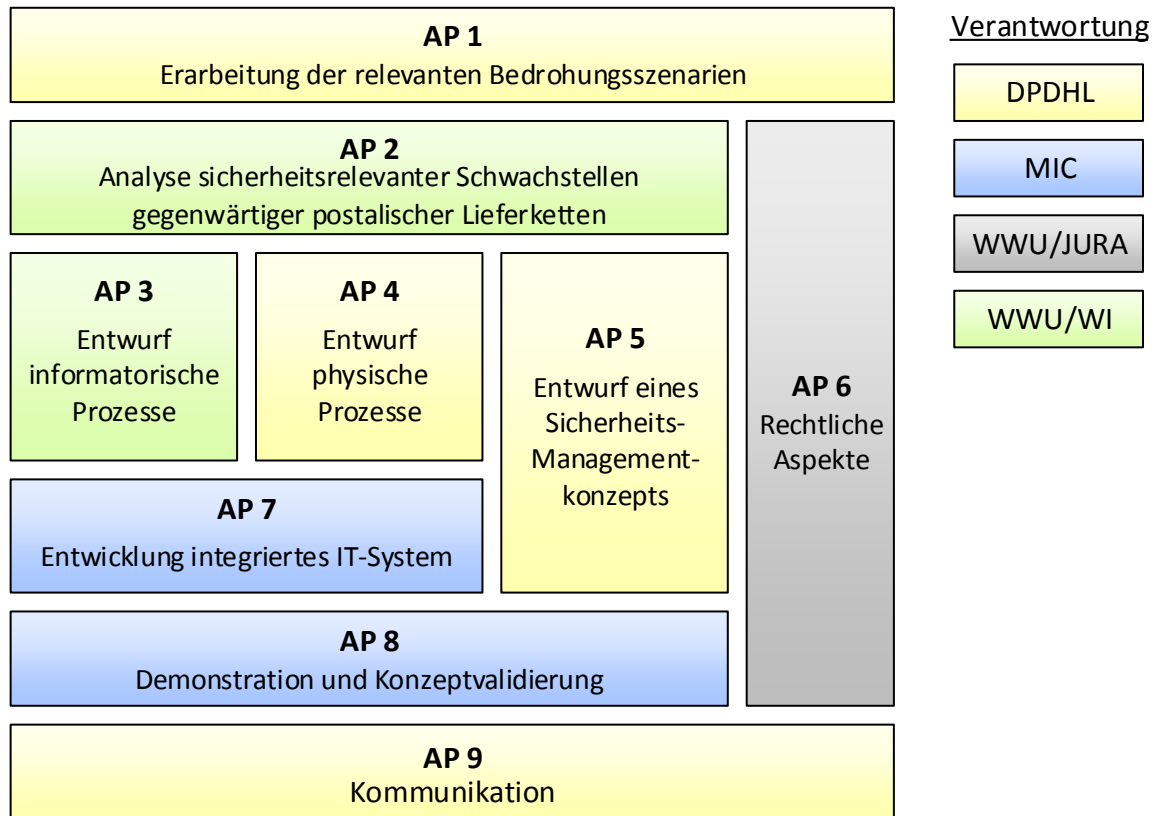 AP 1
Erarbeitung der relevanten Bedrohungsszenarien
AP 2
Analyse sicherheitsrelevanter Schwachstellen
gegenwärtiger postalischer Lieferketten
AP 3
Entwurf
informatorische
Prozesse
AP 4
Entwurf
physische
Prozesse
AP 5
Entwurf eines
Sicherheits-
Management-
konzepts
AP 6
Rechtliche
Aspekte
AP 7
Entwicklung integriertes IT-System
AP 8
Demonstration und Konzeptvalidierung
AP 9
Kommunikation
Verantwortung
DPDHL
MIC
WWU/JURA
WWU/WI